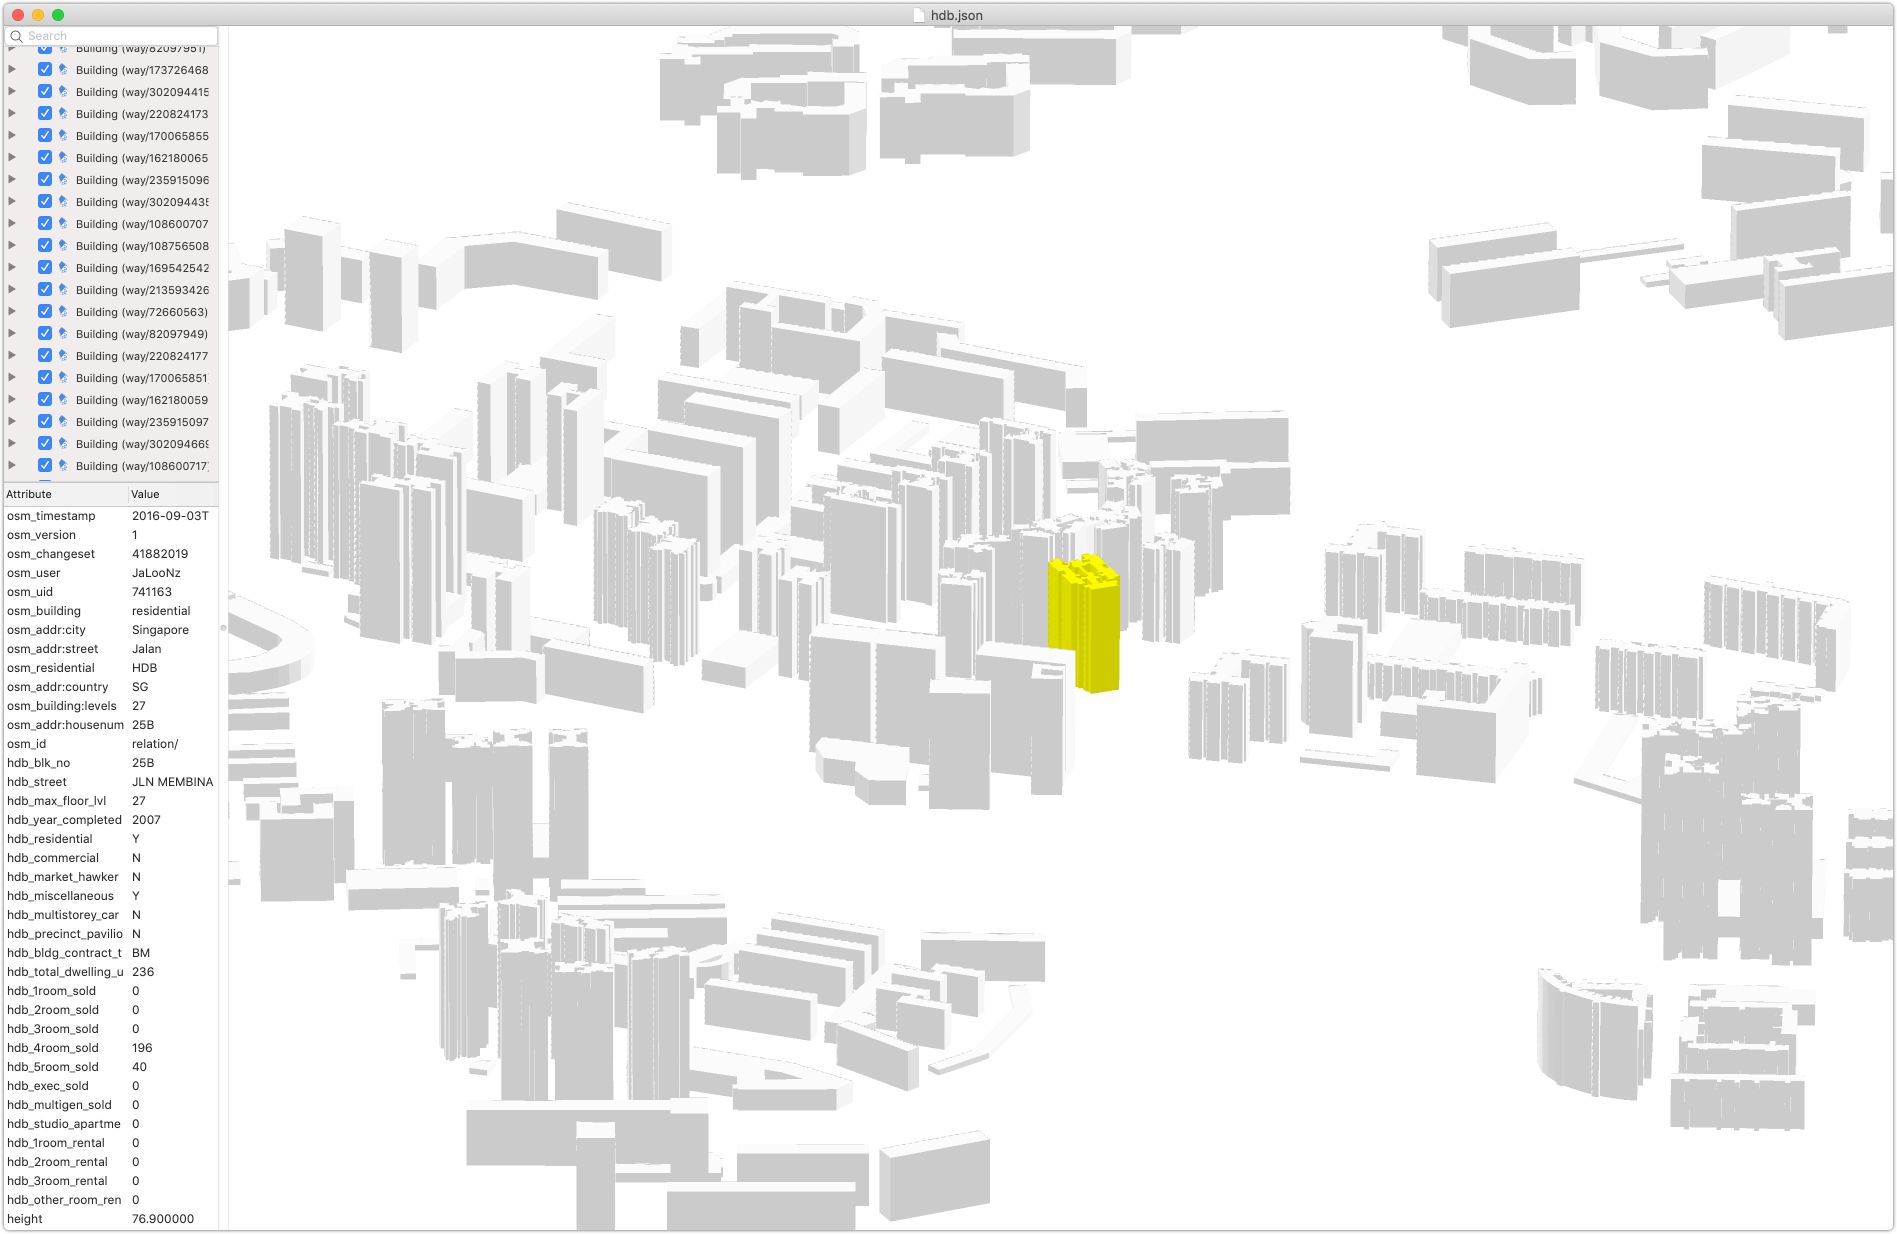 hdb.json
Search
Building (way/82097951)
Building (way/173726468
Building (way/302094415
Building (way/220824173
Building (way/170065855
Building (way/162180065
Building (way/235915096
Building (way/302094435
Building (way/108600707
Building (way/108756508
Building (way/169542542
Building (way/213593426
Building (way/72660563)
Building (way/82097949)
Building (way/220824177
Building (way/170065851
Building (way/162180059
Building (way/235915097
Building (way/302094669
Building (way/108600717)
Attribute Value
osm_timestamp 2016-09-03T
osm_version 1
osm_changeset 41882019
osm_user JaLooNz
osm_uid 741163
osm_building residential
osm_addr:city Singapore
osm_addr:street Jalan
osm_residential HDB
osm_addr:country SG
osm_building:levels 27
osm_addr:housenum 25B
osm_id relation/
hdb_blk_no 25B
hdb_street JLN MEMBINA
hdb_max_floor_lvl 27
hdb_year_completed 2007
hdb_residential Y
hdb_commercial N
hdb_market_hawker N
hdb_miscellaneous Y
hdb_multistorey_car N
hdb_precinct_pavilio N
hdb_bldg_contract_t BM
hdb_total_dwelling_u 236
hdb_1room_sold 0
hdb_2room_sold 0
hdb_3room_sold 0
hdb_4room_sold 196
hdb_5room_sold 40
hdb_exec_sold 0
hdb_multigen_sold 0
hdb_studio_apartme 0
hdb_1room_rental 0
hdb_2room_rental 0
hdb_3room_rental 0
hdb_other_room_ren 0
height 76.900000